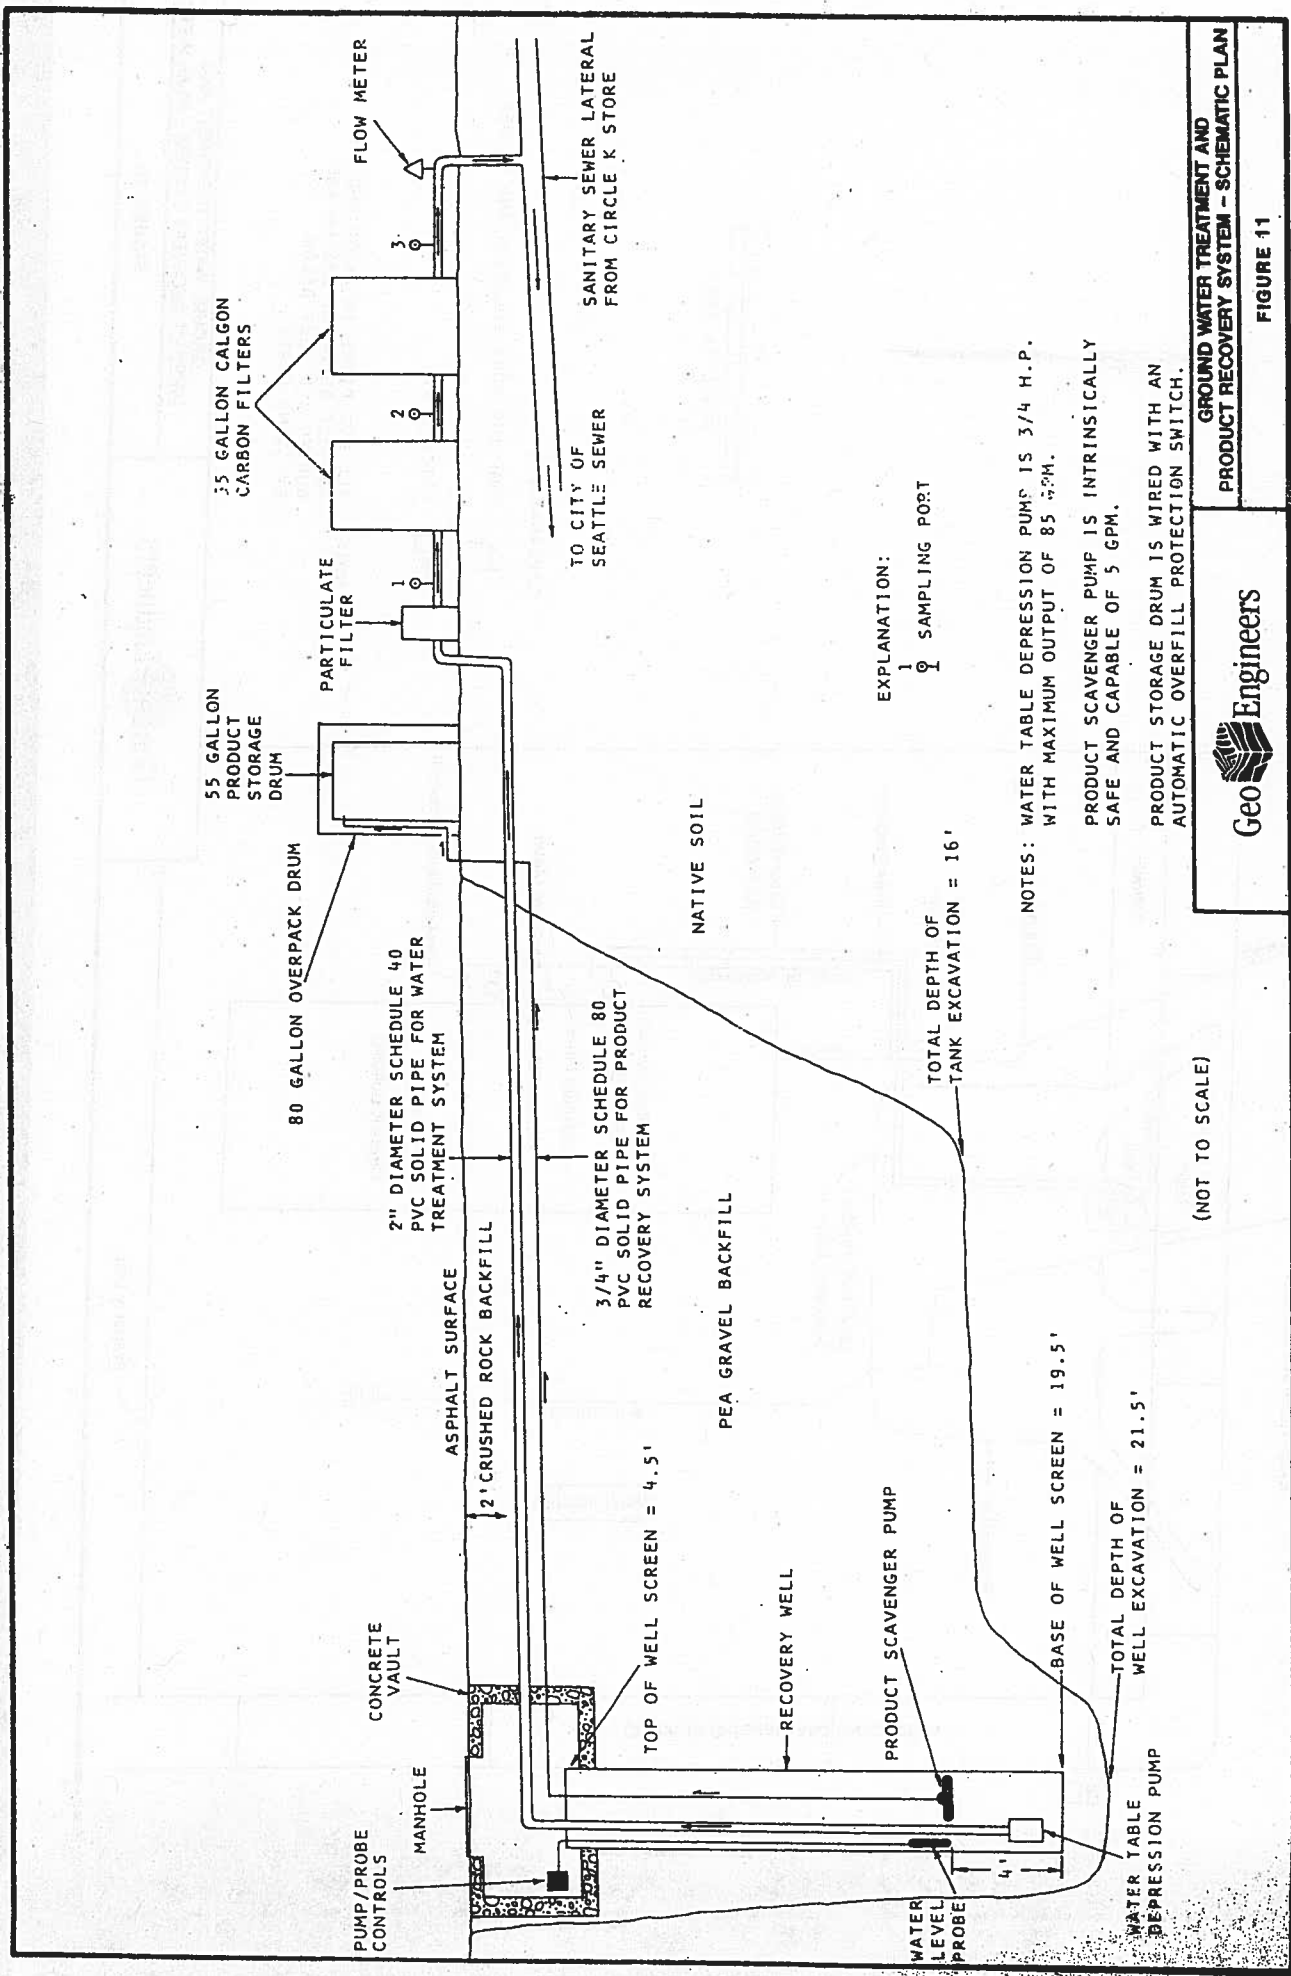 55 GALLON
PRODUCT
STORAGE
DRUM
35 GALLON CALGON
CARBON FILTERS
FLOW METER
PARTICULATE
FILTER
1
2
3
80 GALLON OVERPACK DRUM
2" DIAMETER SCHEDULE 40
PVC SOLID PIPE FOR WATER
TREATMENT SYSTEM
PUMP/PROBE
CONTROLS
MANHOLE
CONCRETE
VAULT
ASPHALT SURFACE
2' CRUSHED ROCK BACKFILL
TO CITY OF
SEATTLE SEWER
SANITARY SEWER LATERAL
FROM CIRCLE K STORE
3/4" DIAMETER SCHEDULE 80
PVC SOLID PIPE FOR PRODUCT
RECOVERY SYSTEM
TOP OF WELL SCREEN = 4.5'
NATIVE SOIL
PEA GRAVEL BACKFILL
RECOVERY WELL
PRODUCT SCAVENGER PUMP
WATER
LEVEL
PROBE
4'
TOTAL DEPTH OF
TANK EXCAVATION = 16'
BASE OF WELL SCREEN = 19.5'
TOTAL DEPTH OF
WELL EXCAVATION = 21.5'
WATER TABLE
DEPRESSION PUMP
EXPLANATION:
1
SAMPLING PORT
NOTES: WATER TABLE DEPRESSION PUMP IS 3/4 H.P.
WITH MAXIMUM OUTPUT OF 85 GPM.
PRODUCT SCAVENGER PUMP IS INTRINSICALLY
SAFE AND CAPABLE OF 5 GPM.
PRODUCT STORAGE DRUM IS WIRED WITH AN
AUTOMATIC OVERFILL PROTECTION SWITCH.
(NOT TO SCALE)
Geo Engineers
GROUND WATER TREATMENT AND
PRODUCT RECOVERY SYSTEM - SCHEMATIC PLAN
FIGURE 11